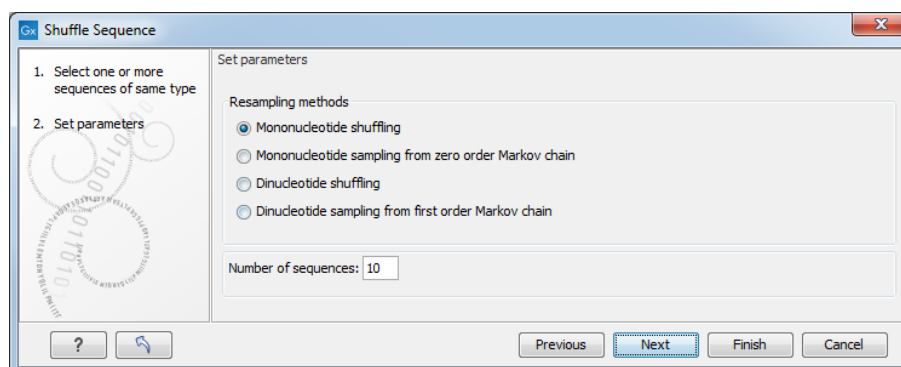 Gx Shuffle Sequence
Set parameters
1. Select one or more
sequences of same type
2. Set parameters
Resampling methods
Mononucleotide shuffling
Mononucleotide sampling from zero order Markov chain
Dinucleotide shuffling
Dinucleotide sampling from first order Markov chain
Number of sequences: 10
? Previous Next Finish Cancel